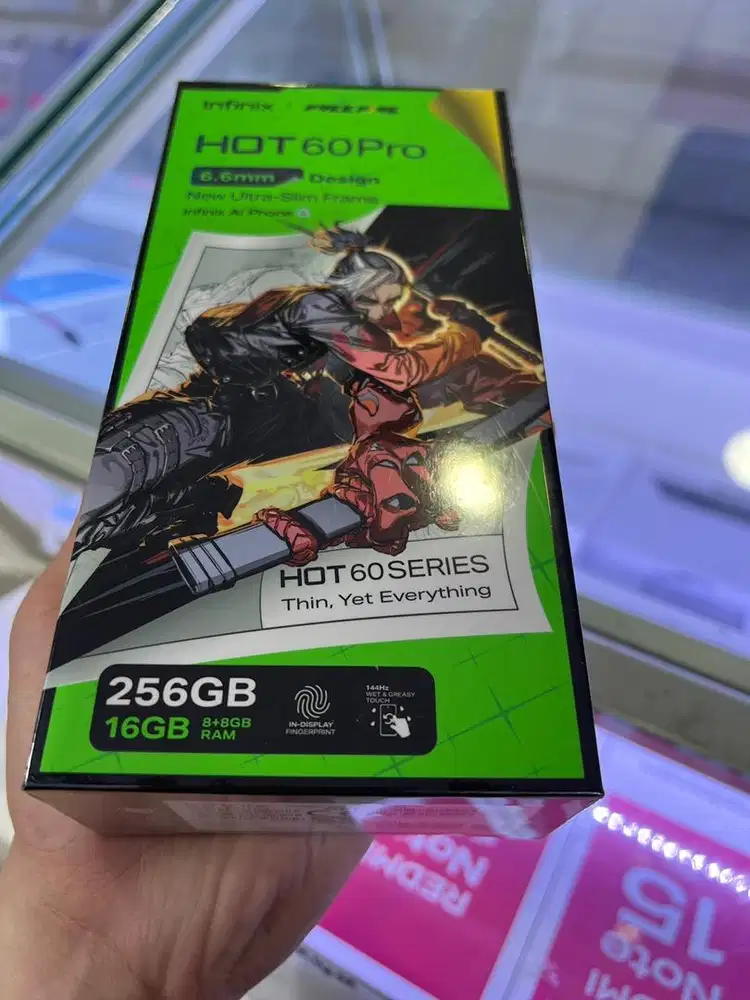 Infinix | FREE FIRE
HOT 60 Pro
6.6mm Design
New Ultra-Slim Frame
Infinix AI Phone
HOT 60 SERIES
Thin, Yet Everything
256GB
16GB 8+8GB RAM
IN-DISPLAY FINGERPRINT
144Hz
WET & GREASY
TOUCH
REDMI
Note
15
Note